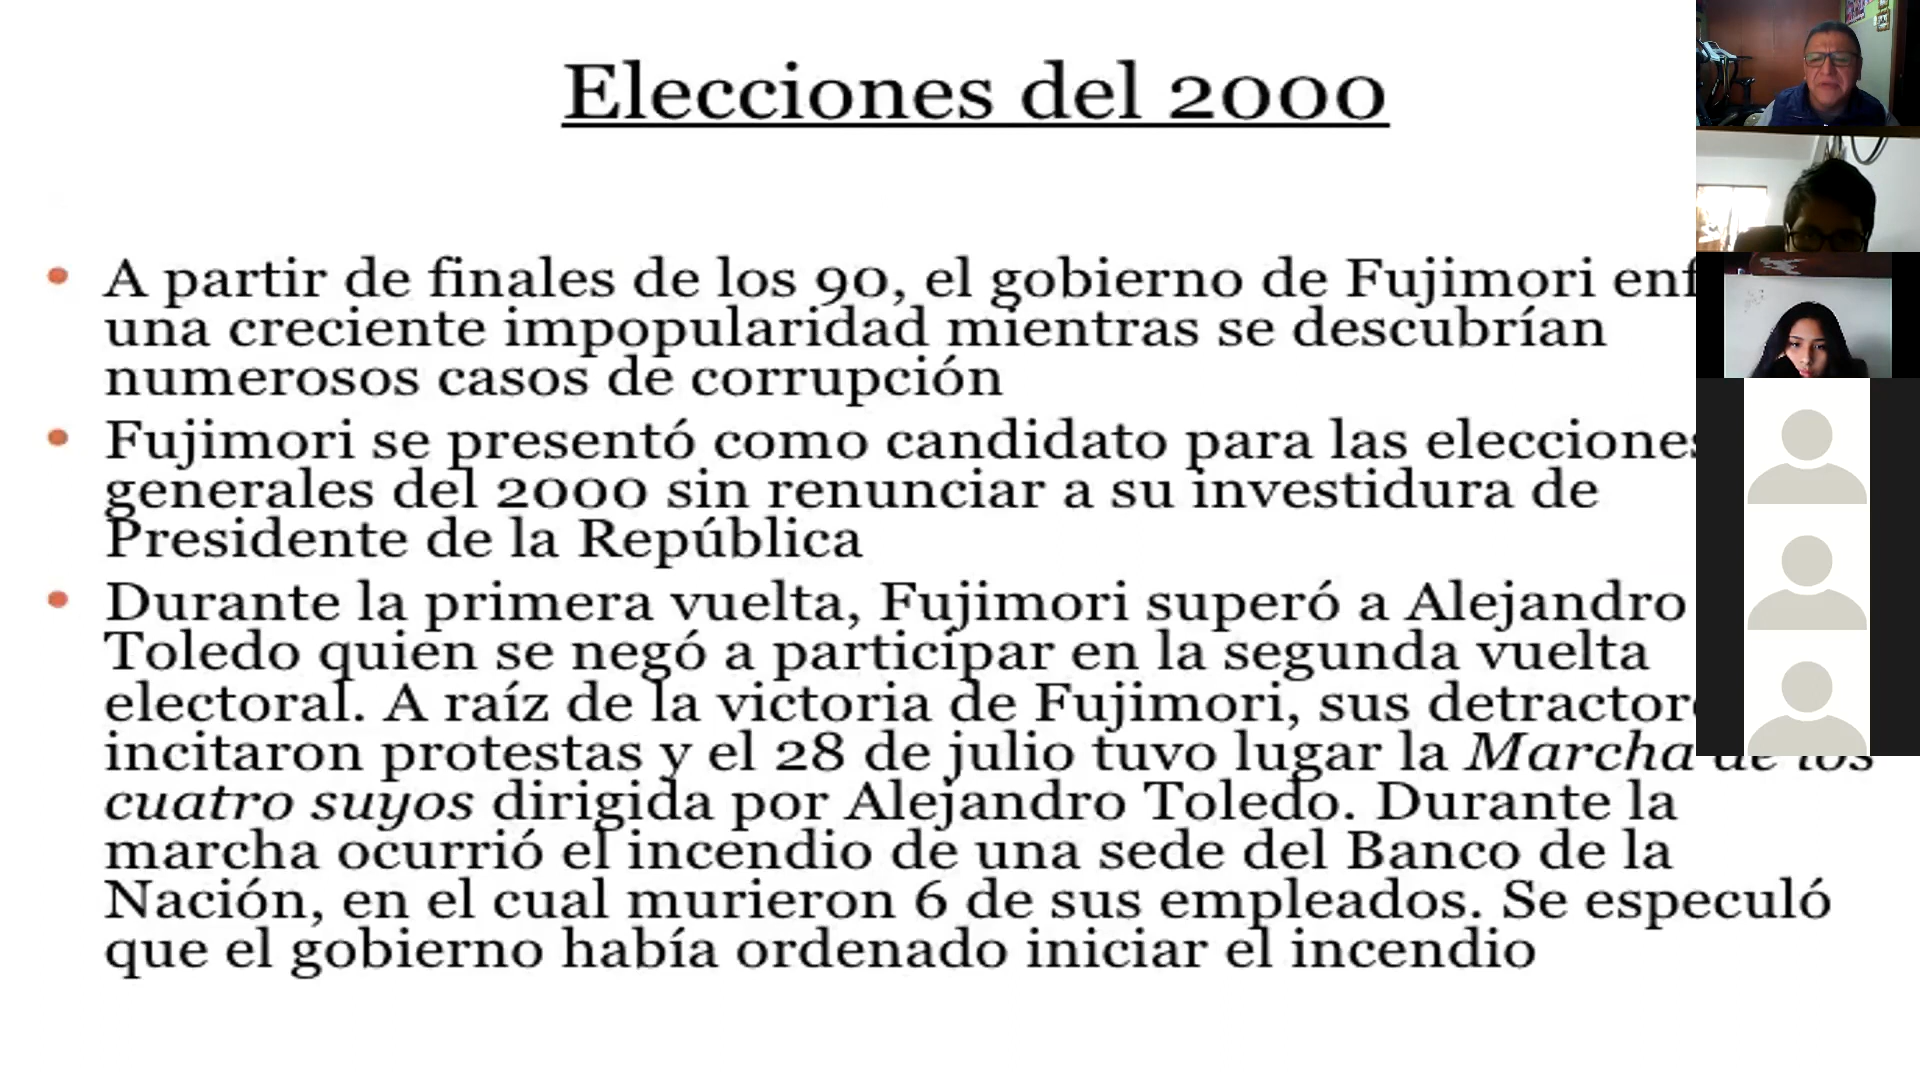 Elecciones del 2000
• A partir de finales de los 90, el gobierno de Fujimori
una creciente impopularidad mientras se descubrían
numerosos casos de corrupción
• Fujimori se presentó como candidato para las elecciones
generales del 2000 sin renunciar a su investidura de
Presidente de la República
• Durante la primera vuelta, Fujimori superó a Alejandro
Toledo quien se negó a participar en la segunda vuelta
electoral. A raíz de la victoria de Fujimori, sus
incitaron protestas y el 28 de julio tuvo lugar la Marcha de los
cuatro suyos dirigida por Alejandro Toledo. Durante la
marcha ocurrió el incendio de una sede del Banco de la
Nación, en el cual murieron 6 de sus empleados. Se especuló
que el gobierno había ordenado iniciar el incendio